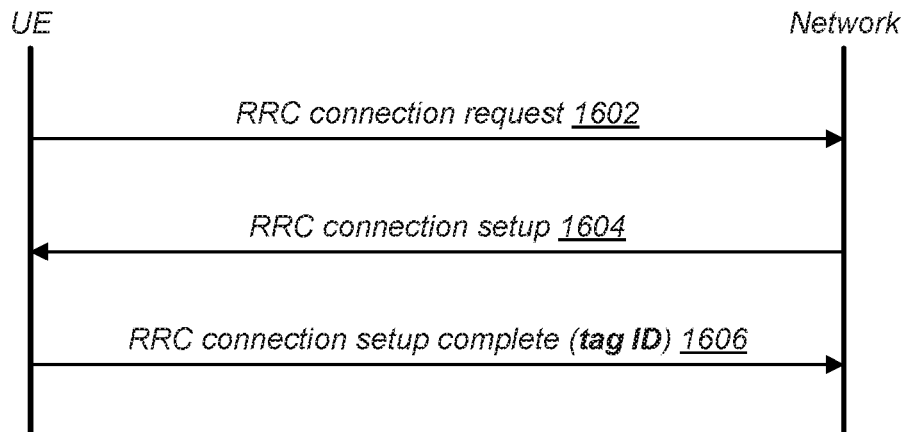 UE
Network
RRC connection request 1602
RRC connection setup 1604
RRC connection setup complete (tag ID) 1606